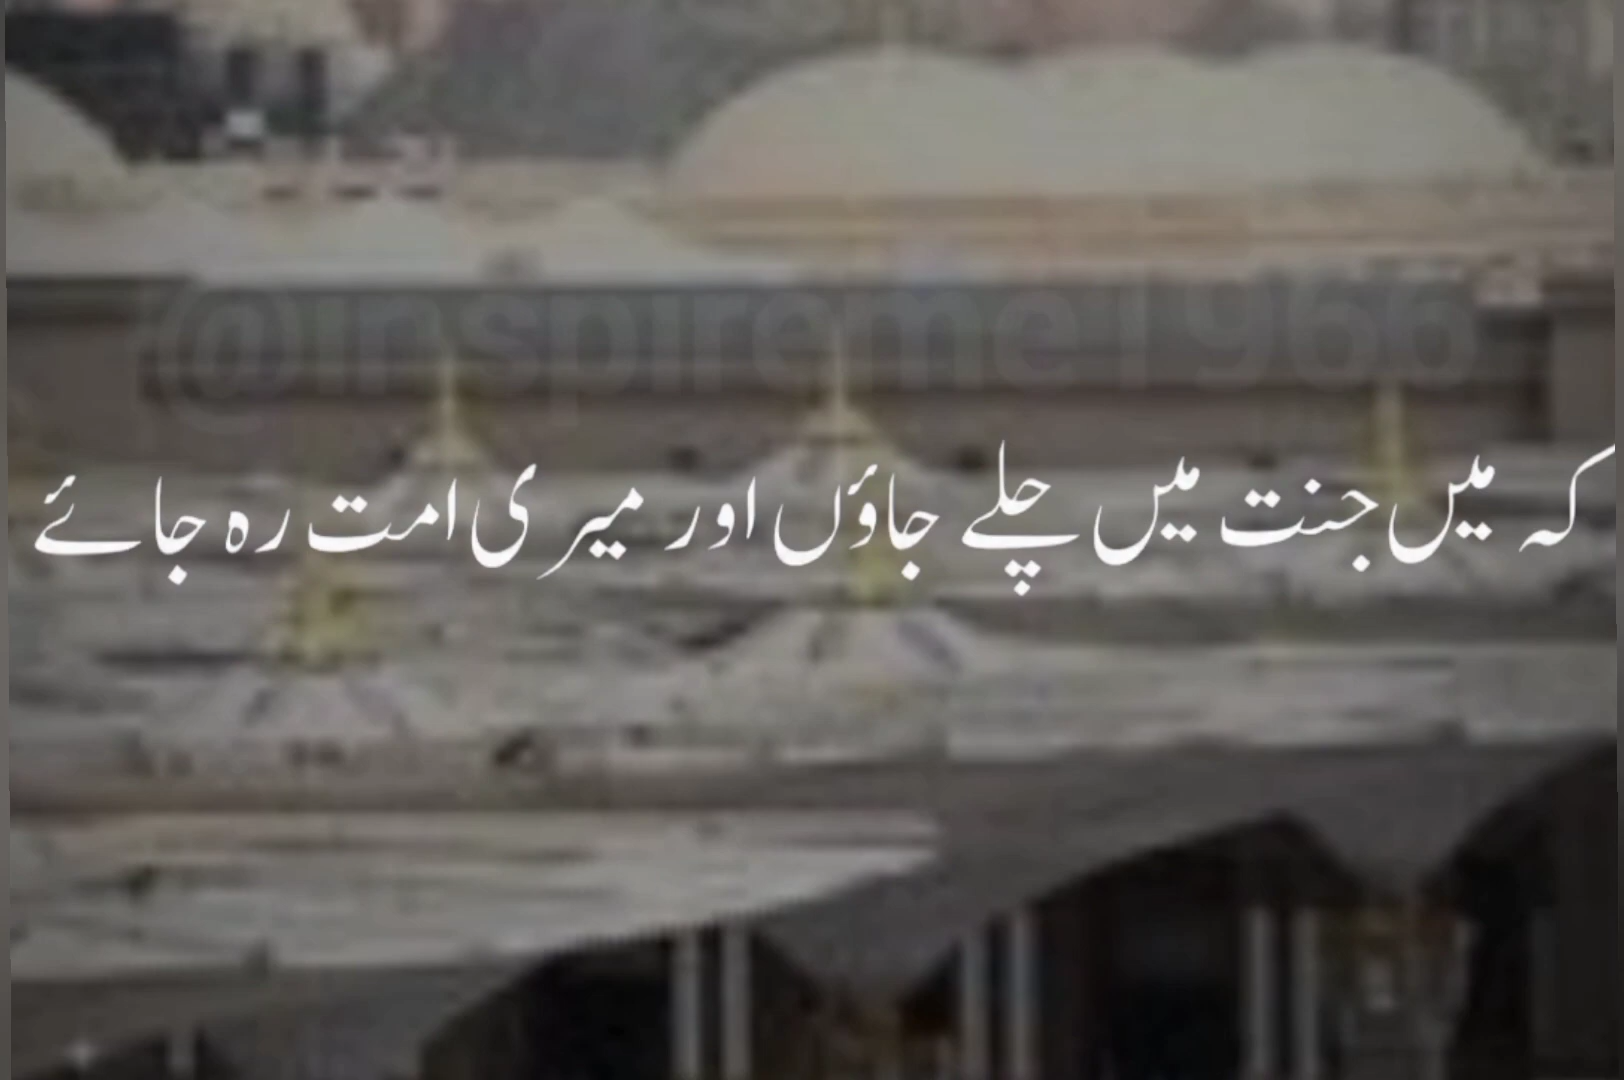 @inspireme1966
کہ میں جنت میں چلے جاؤں اور میری امت رہ جائے